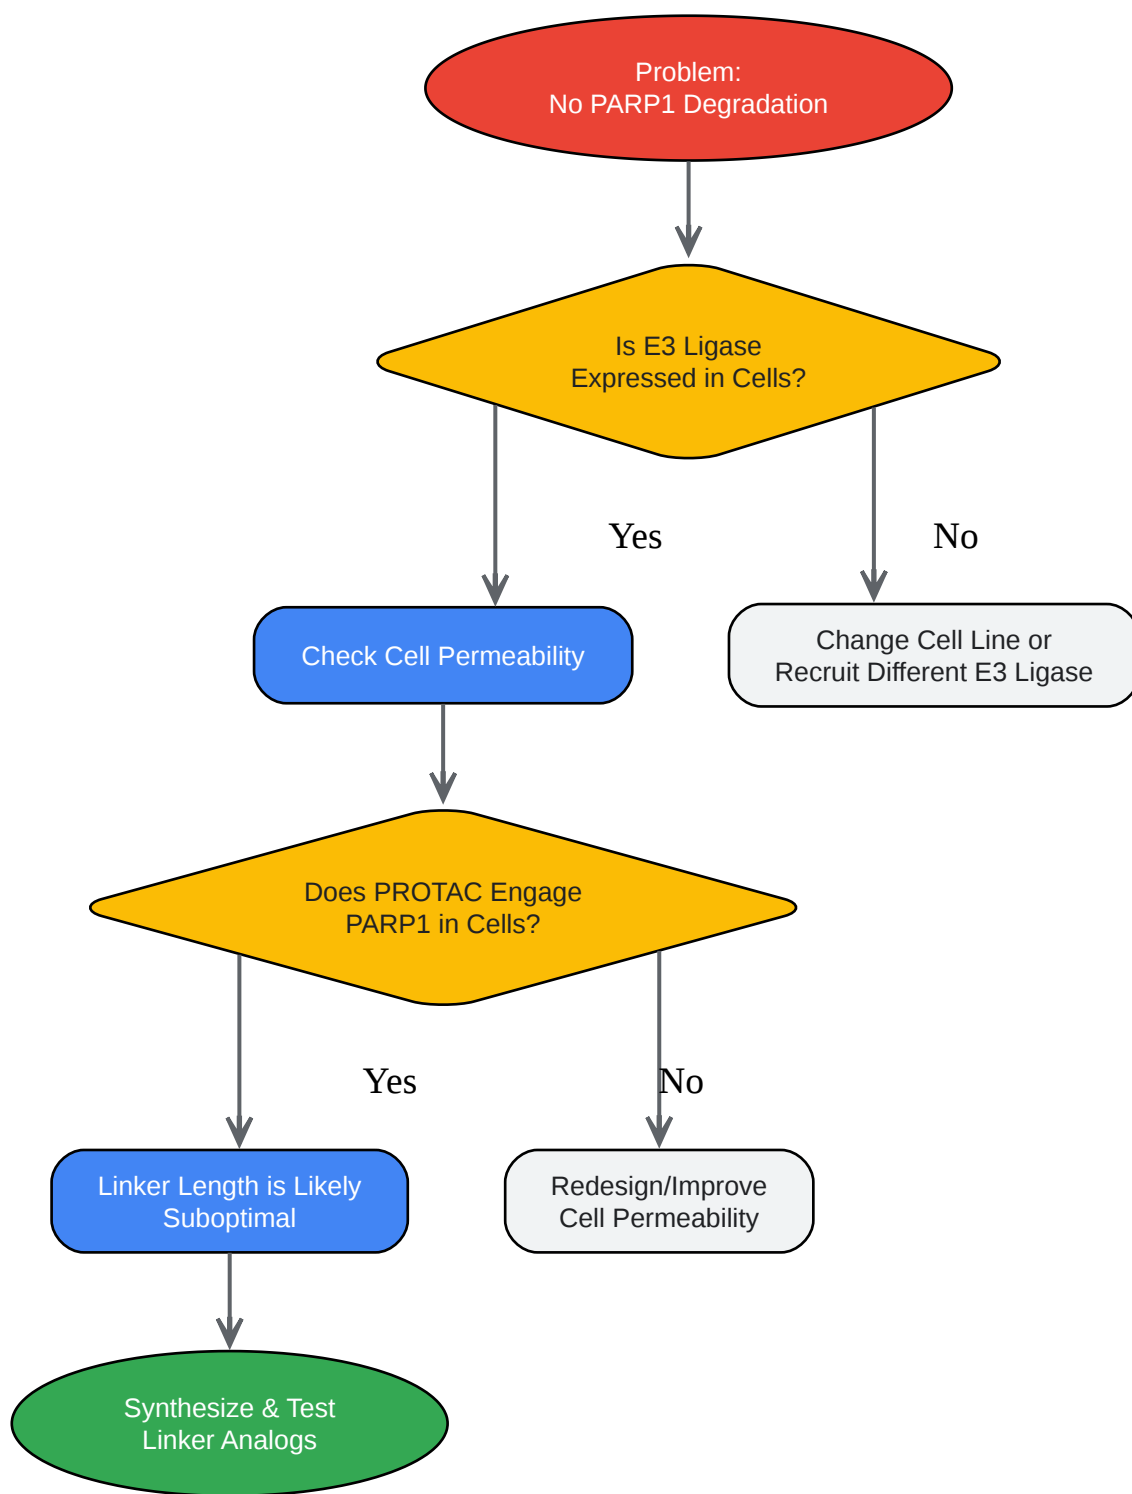 Problem:
No PARP1 Degradation
Is E3 Ligase
Expressed in Cells?
Yes
No
Check Cell Permeability
Change Cell Line or
Recruit Different E3 Ligase
Does PROTAC Engage
PARP1 in Cells?
Yes
No
Linker Length is Likely
Suboptimal
Redesign/Improve
Cell Permeability
Synthesize & Test
Linker Analogs